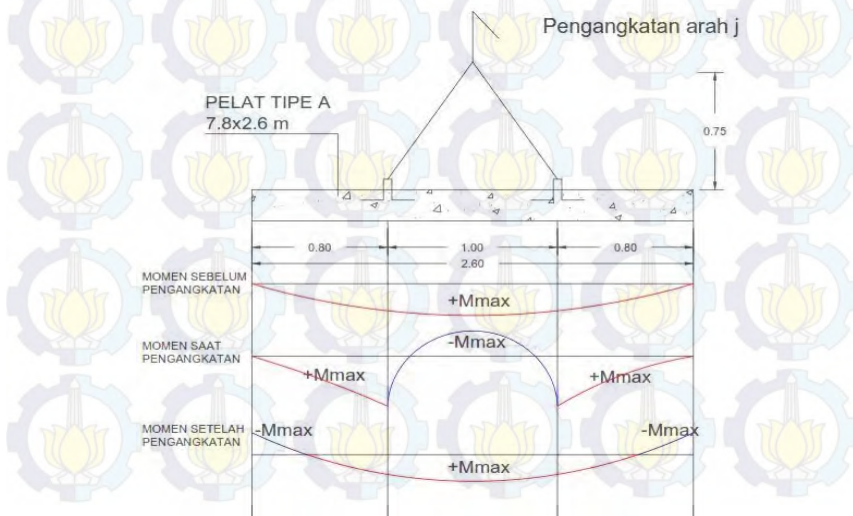 Pengangkatan arah j
PELAT TIPE A
7.8x2.6 m
0.75
0.80
1.00
0.80
2.60
MOMEN SEBELUM
PENGANGKATAN
+Mmax
MOMEN SAAT
PENGANGKATAN
-Mmax
+Mmax
+Mmax
MOMEN SETELAH
PENGANGKATAN
-Mmax
-Mmax
+Mmax